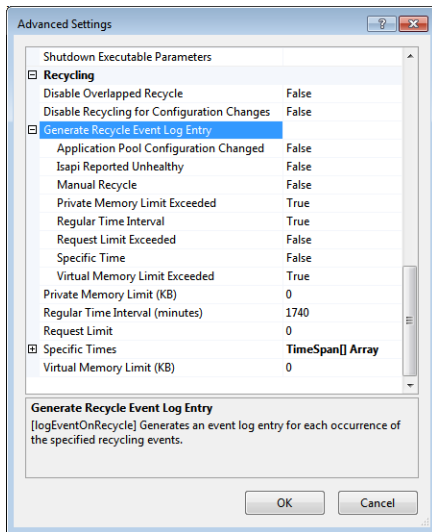 Advanced Settings
Shutdown Executable Parameters
Recycling
Disable Overlapped Recycle False
Disable Recycling for Configuration Changes False
Generate Recycle Event Log Entry
Application Pool Configuration Changed False
Isapi Reported Unhealthy False
Manual Recycle False
Private Memory Limit Exceeded True
Regular Time Interval True
Request Limit Exceeded False
Specific Time False
Virtual Memory Limit Exceeded True
Private Memory Limit (KB) 0
Regular Time Interval (minutes) 1740
Request Limit 0
Specific Times TimeSpan[] Array
Virtual Memory Limit (KB) 0
Generate Recycle Event Log Entry
[logEventOnRecycle] Generates an event log entry for each occurrence of
the specified recycling events.
OK Cancel